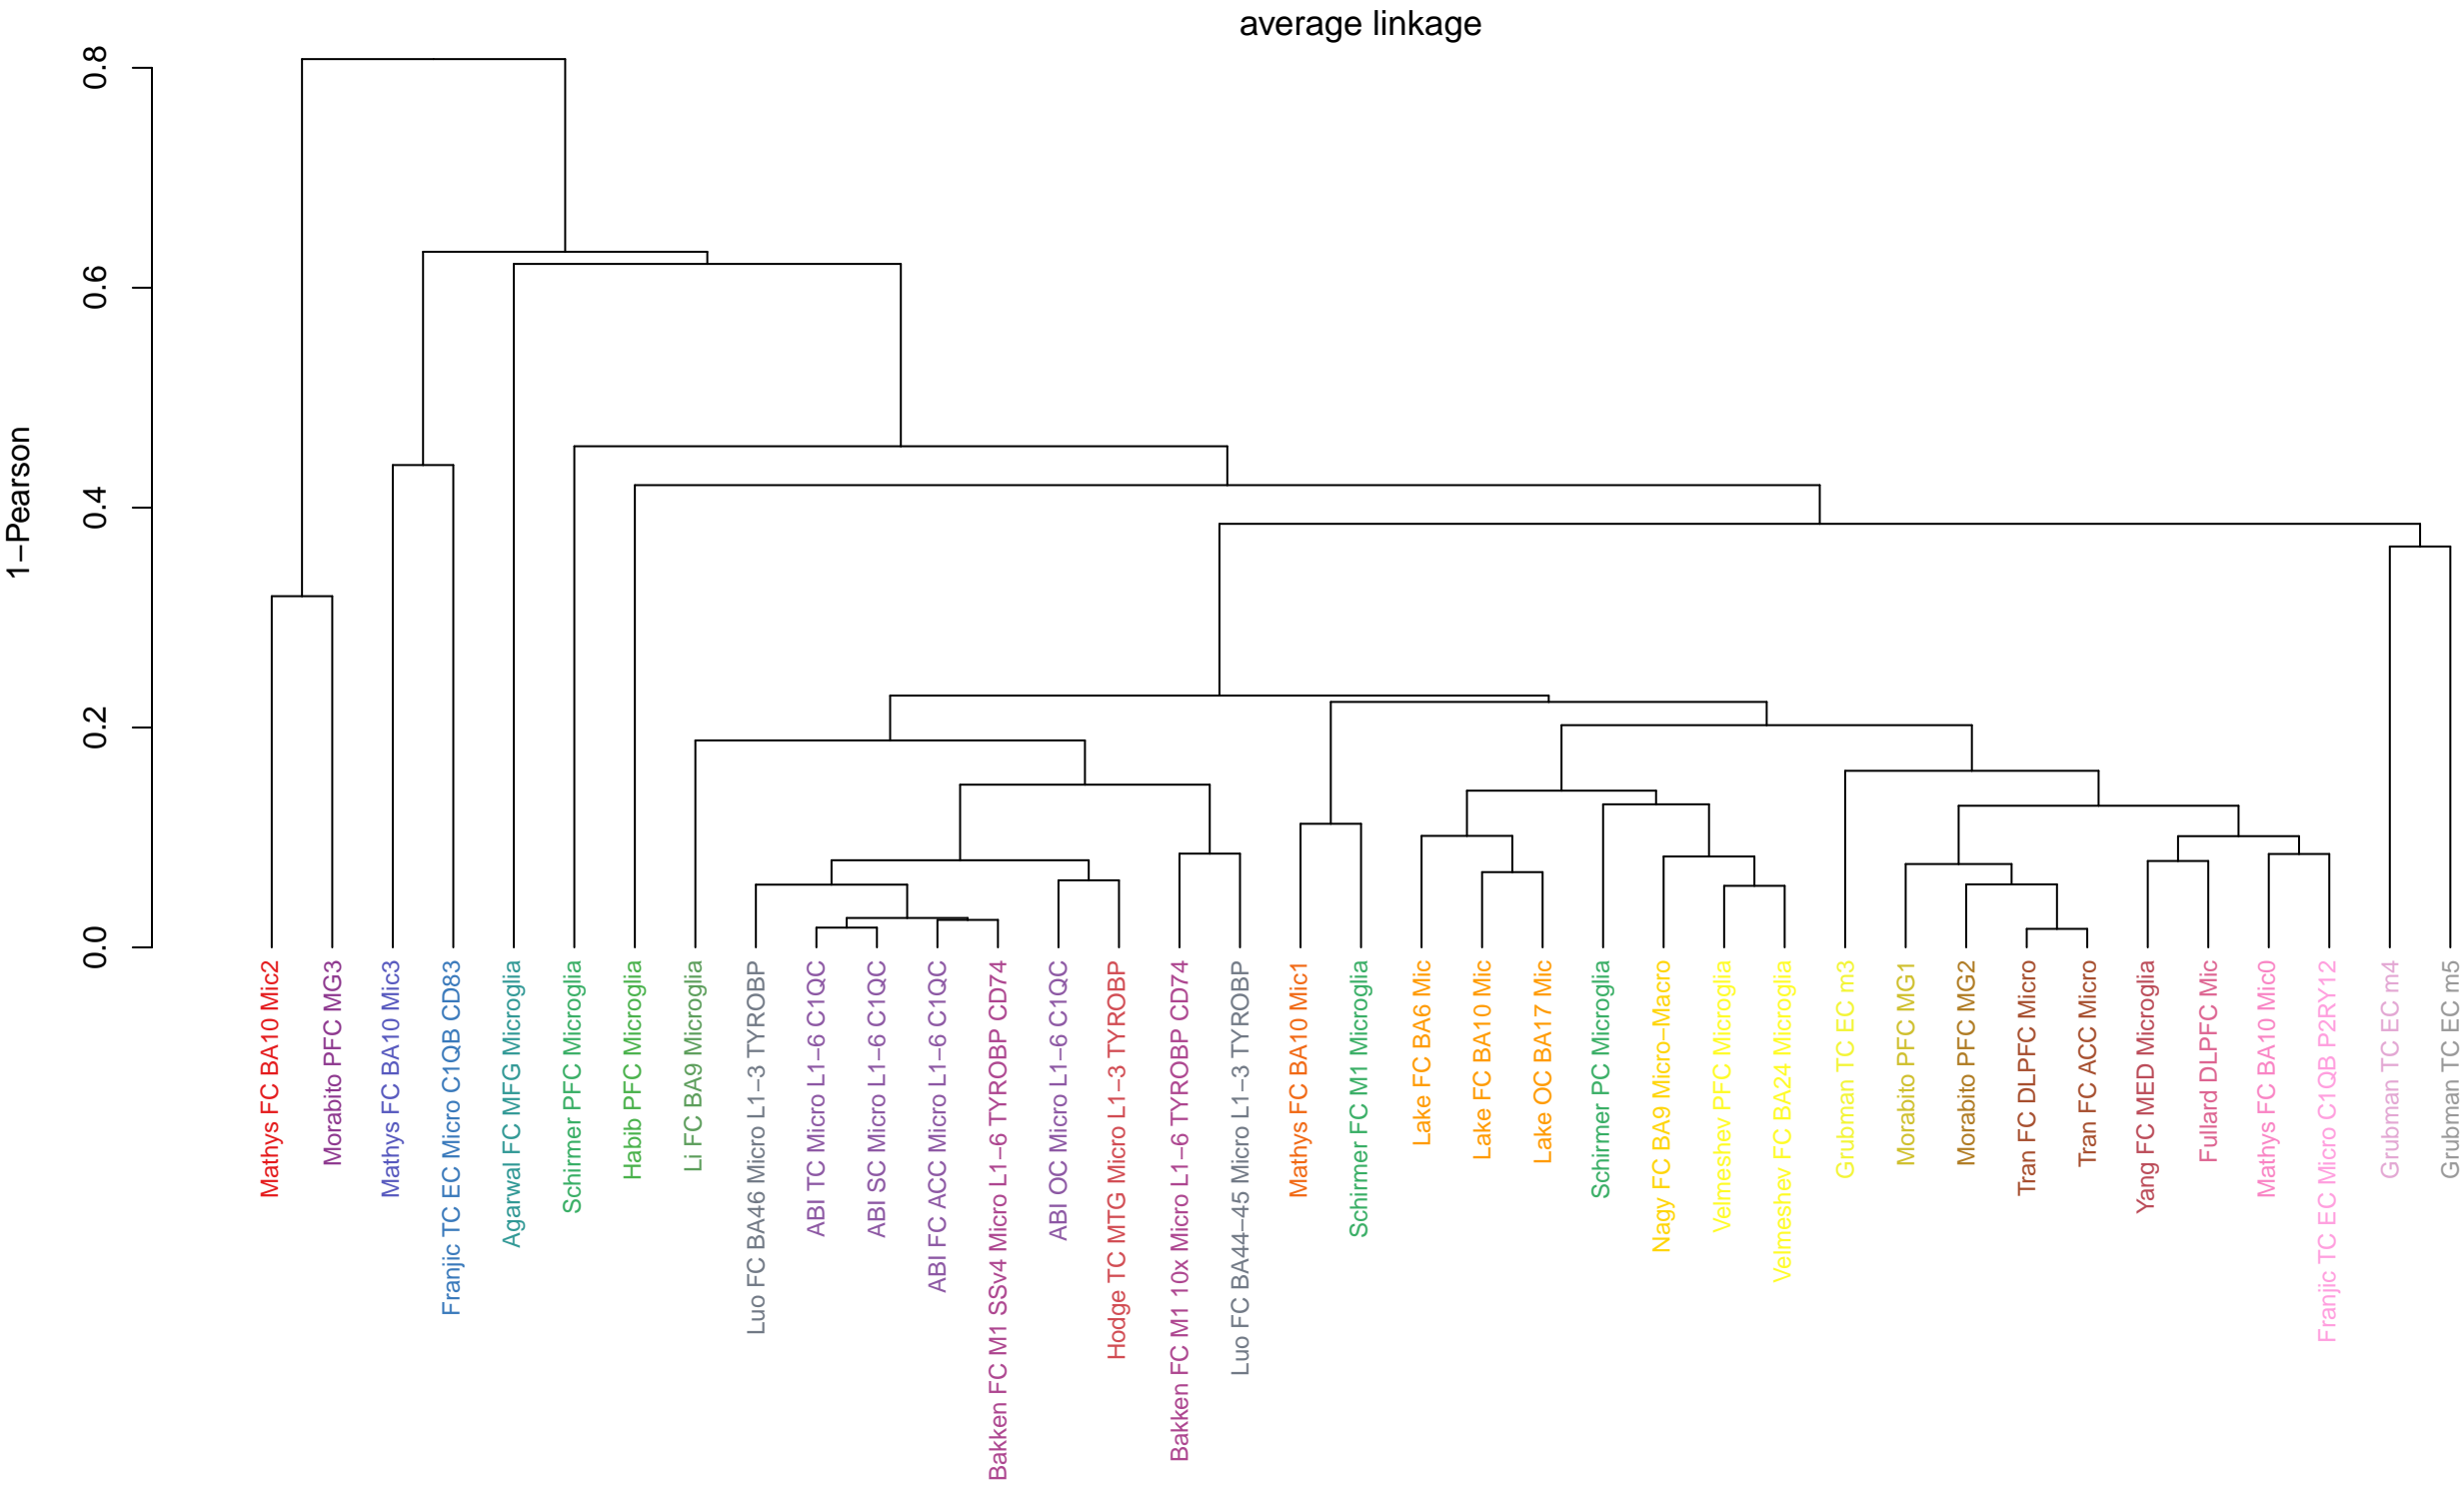 average linkage
1−Pearson
0.8
0.6
0.4
0.2
0.0
Mathys FC BA10 Mic2
Morabito PFC MG3
Mathys FC BA10 Mic3
Franjic TC EC Micro C1QB CD83
Agarwal FC MFG Microglia
Schirmer PFC Microglia
Habib PFC Microglia
Li FC BA9 Microglia
Luo FC BA46 Micro L1−3 TYROBP
ABI TC Micro L1−6 C1QC
ABI SC Micro L1−6 C1QC
ABI FC ACC Micro L1−6 C1QC
Bakken FC M1 SSv4 Micro L1−6 TYROBP CD74
ABI OC Micro L1−6 C1QC
Hodge TC MTG Micro L1−3 TYROBP
Bakken FC M1 10x Micro L1−6 TYROBP CD74
Luo FC BA44−45 Micro L1−3 TYROBP
Mathys FC BA10 Mic1
Schirmer FC M1 Microglia
Lake FC BA6 Mic
Lake FC BA10 Mic
Lake OC BA17 Mic
Schirmer PC Microglia
Nagy FC BA9 Micro−Macro
Velmeshev PFC Microglia
Velmeshev FC BA24 Microglia
Grubman TC EC m3
Morabito PFC MG1
Morabito PFC MG2
Tran FC DLPFC Micro
Tran FC ACC Micro
Yang FC MED Microglia
Fullard DLPFC Mic
Mathys FC BA10 Mic0
Franjic TC EC Micro C1QB P2RY12
Grubman TC EC m4
Grubman TC EC m5